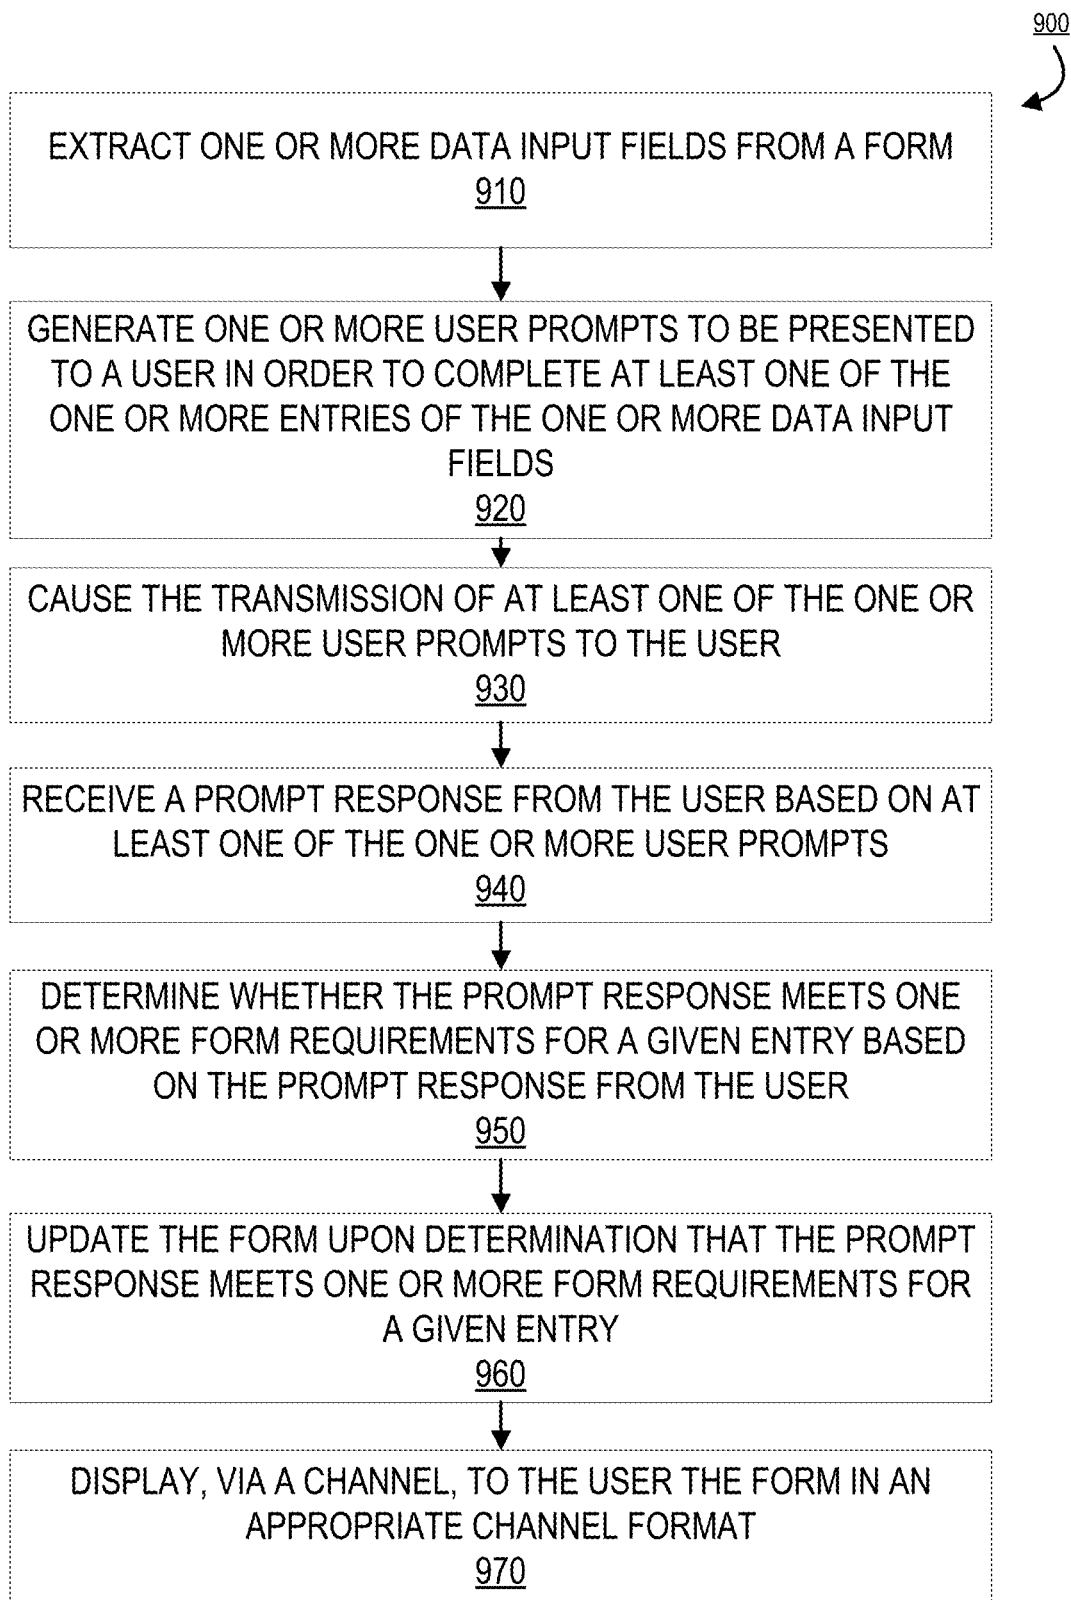 900
EXTRACT ONE OR MORE DATA INPUT FIELDS FROM A FORM
910
GENERATE ONE OR MORE USER PROMPTS TO BE PRESENTED
TO A USER IN ORDER TO COMPLETE AT LEAST ONE OF THE
ONE OR MORE ENTRIES OF THE ONE OR MORE DATA INPUT
FIELDS
920
CAUSE THE TRANSMISSION OF AT LEAST ONE OF THE ONE OR
MORE USER PROMPTS TO THE USER
930
RECEIVE A PROMPT RESPONSE FROM THE USER BASED ON AT
LEAST ONE OF THE ONE OR MORE USER PROMPTS
940
DETERMINE WHETHER THE PROMPT RESPONSE MEETS ONE
OR MORE FORM REQUIREMENTS FOR A GIVEN ENTRY BASED
ON THE PROMPT RESPONSE FROM THE USER
950
UPDATE THE FORM UPON DETERMINATION THAT THE PROMPT
RESPONSE MEETS ONE OR MORE FORM REQUIREMENTS FOR
A GIVEN ENTRY
960
DISPLAY, VIA A CHANNEL, TO THE USER THE FORM IN AN
APPROPRIATE CHANNEL FORMAT
970